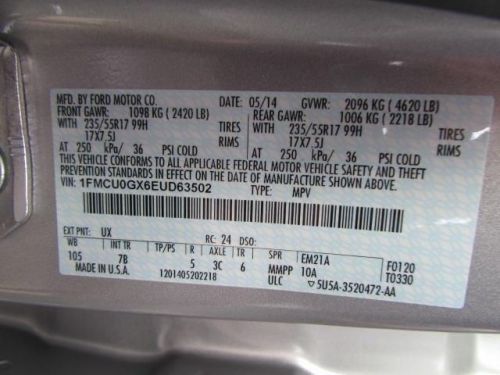 MFD. BY FORD MOTOR CO. DATE: 05/14 GVWR: 2096 KG (4620 LB)
FRONT GAWR: 1098 KG (2420 LB) REAR GAWR: 1006 KG (2218 LB)
WITH 235/55R17 99H TIRES WITH 235/55R17 99H TIRES
17X7.5J RIMS 17X7.5J RIMS
AT 250 kPa/ 36 PSI COLD AT 250 kPa/ 36 PSI COLD
THIS VEHICLE CONFORMS TO ALL APPLICABLE FEDERAL MOTOR VEHICLE SAFETY AND THEFT
PREVENTION STANDARDS IN EFFECT ON THE DATE OF MANUFACTURE SHOWN ABOVE.
VIN: 1FMCU0GX6EUD63502 TYPE: MPV
EXT PNT: UX RC: 24 DSO:
WB INT TR TP/PS R AXLE TR SPR EM21A F0120
105 7B 5 3C 6 MMPP 10A T0330
MADE IN U.S.A. 1201405202218 ULC ▽5U5A-3520472-AA